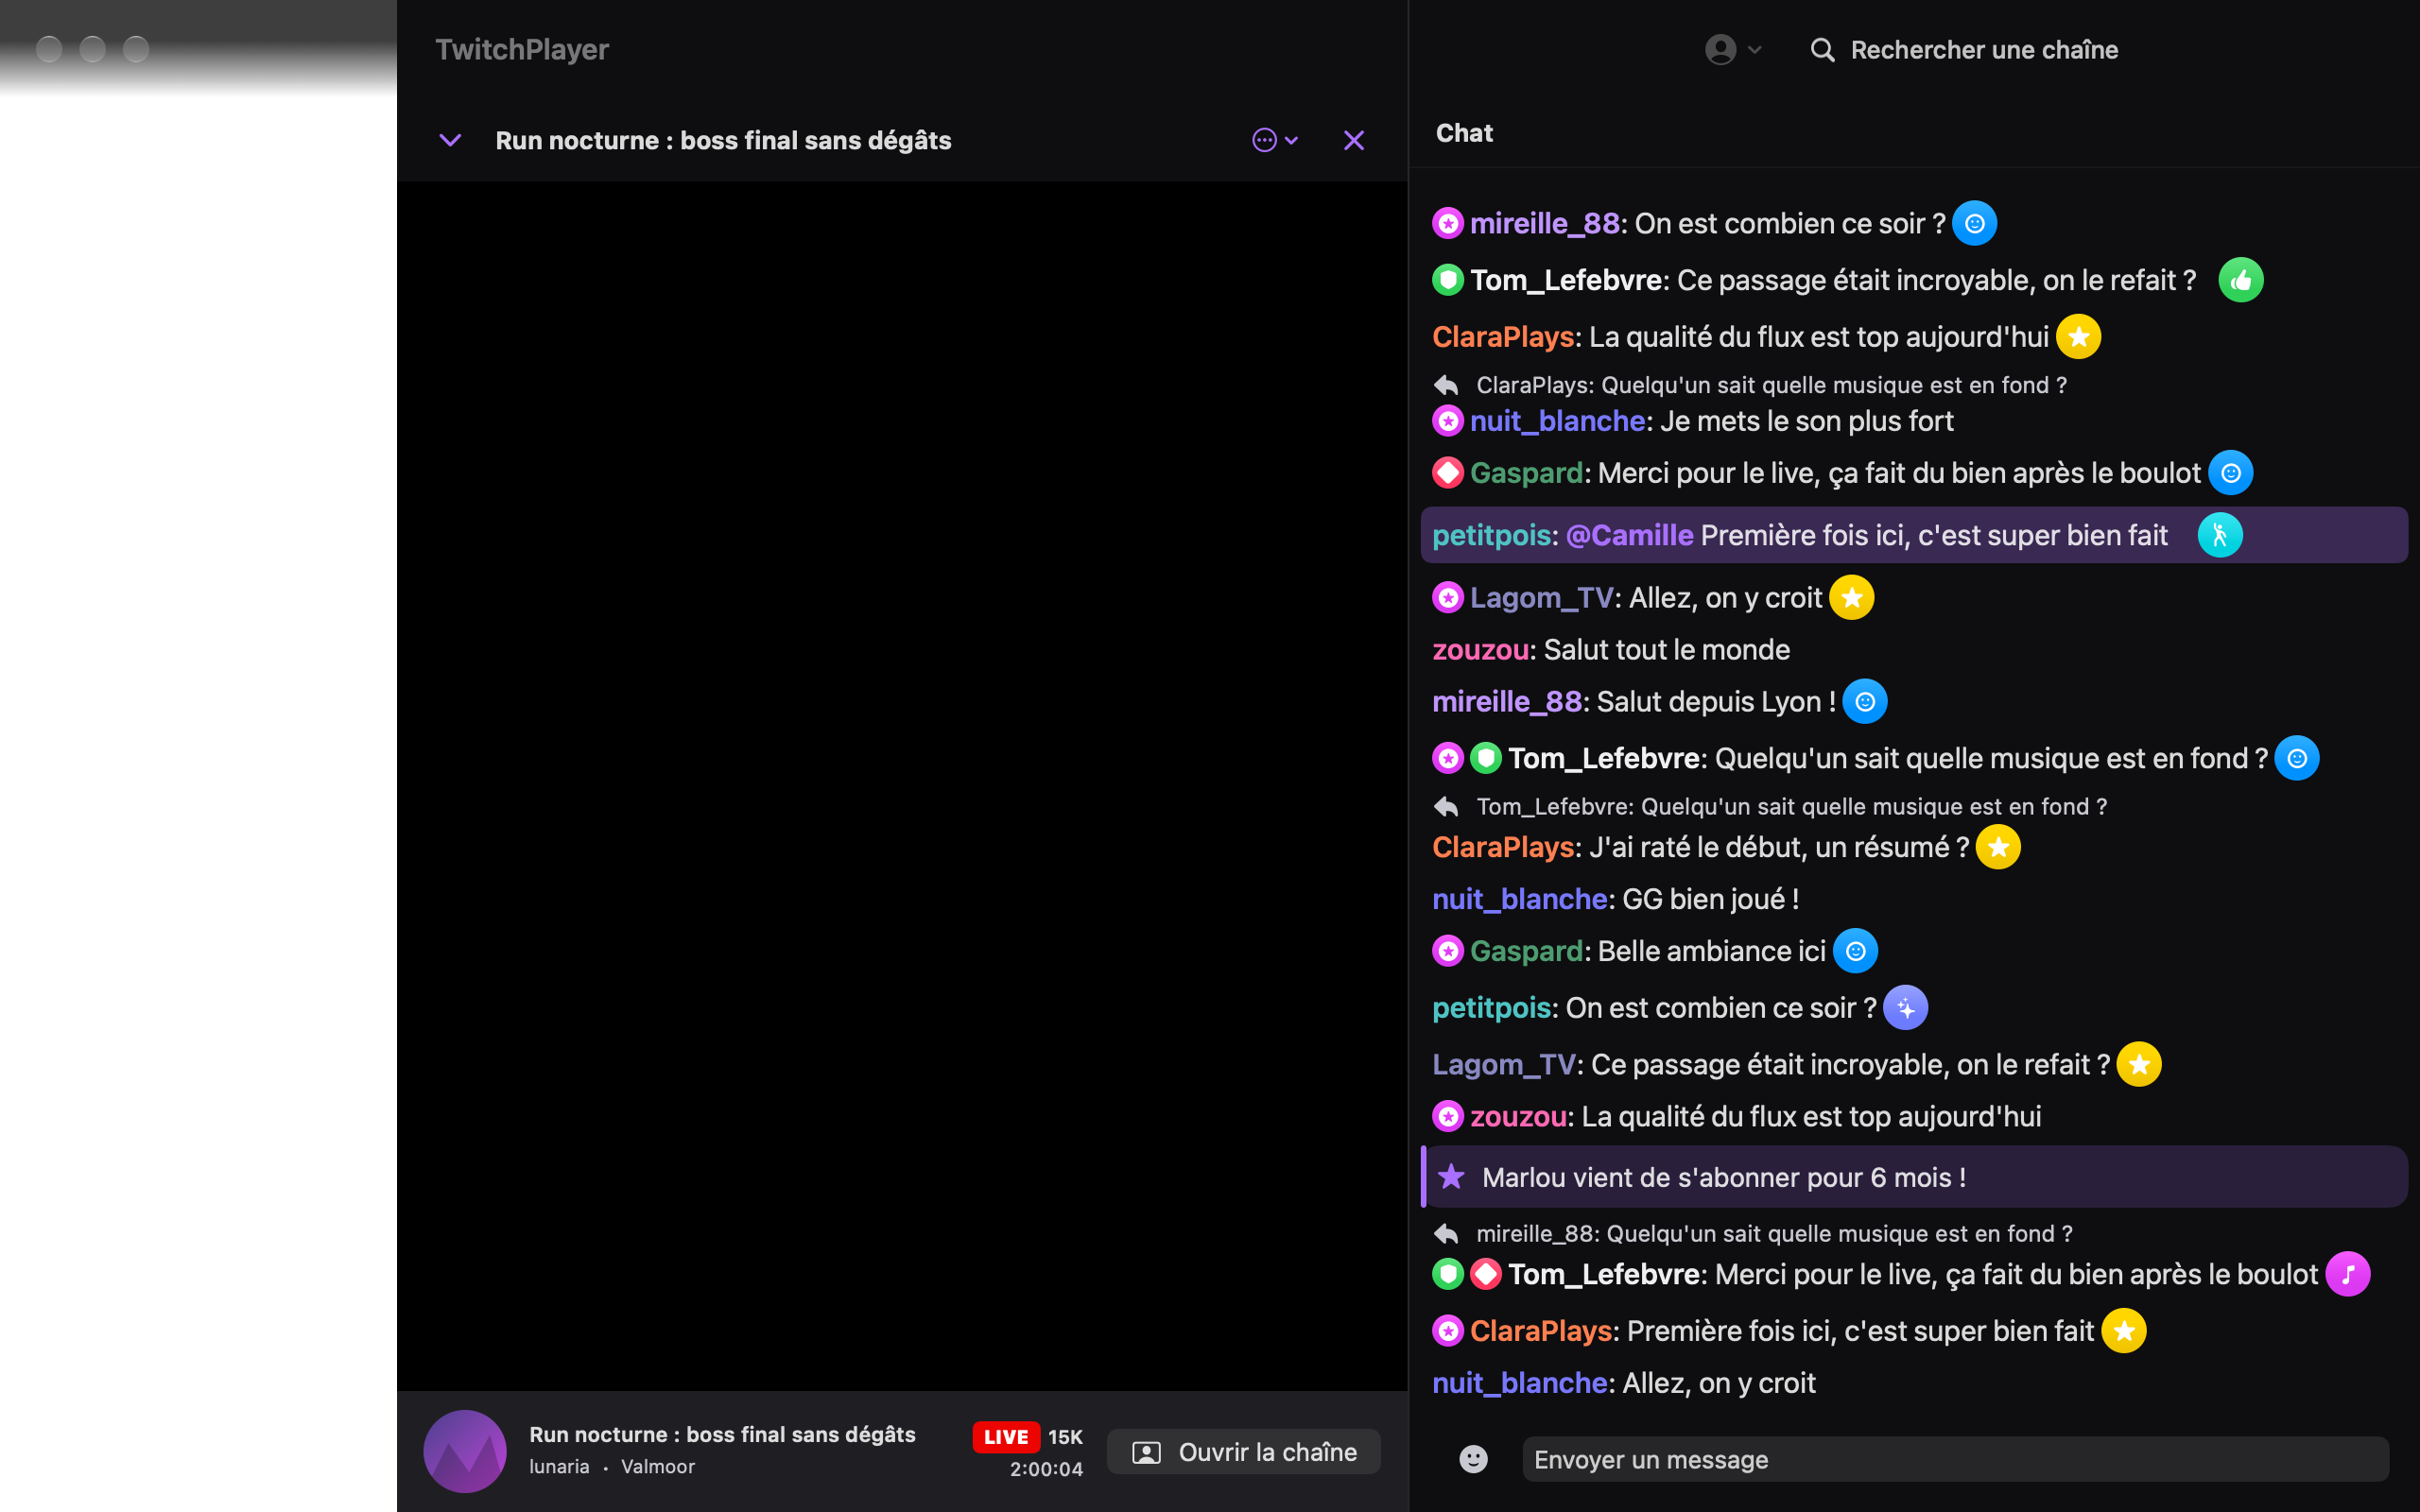 TwitchPlayer
Rechercher une chaîne
Run nocturne : boss final sans dégâts
Chat
mireille_88: On est combien ce soir ?
Tom_Lefebvre: Ce passage était incroyable, on le refait ?
ClaraPlays: La qualité du flux est top aujourd'hui
ClaraPlays: Quelqu'un sait quelle musique est en fond ?
nuit_blanche: Je mets le son plus fort
Gaspard: Merci pour le live, ça fait du bien après le boulot
petitpois: @Camille Première fois ici, c'est super bien fait
Lagom_TV: Allez, on y croit
zouzou: Salut tout le monde
mireille_88: Salut depuis Lyon !
Tom_Lefebvre: Quelqu'un sait quelle musique est en fond ?
Tom_Lefebvre: Quelqu'un sait quelle musique est en fond ?
ClaraPlays: J'ai raté le début, un résumé ?
nuit_blanche: GG bien joué !
Gaspard: Belle ambiance ici
petitpois: On est combien ce soir ?
Lagom_TV: Ce passage était incroyable, on le refait ?
zouzou: La qualité du flux est top aujourd'hui
Marlou vient de s'abonner pour 6 mois !
mireille_88: Quelqu'un sait quelle musique est en fond ?
Tom_Lefebvre: Merci pour le live, ça fait du bien après le boulot
ClaraPlays: Première fois ici, c'est super bien fait
nuit_blanche: Allez, on y croit
Run nocturne : boss final sans dégâts
lunaria • Valmoor
LIVE 15K
2:00:04
Ouvrir la chaîne
Envoyer un message